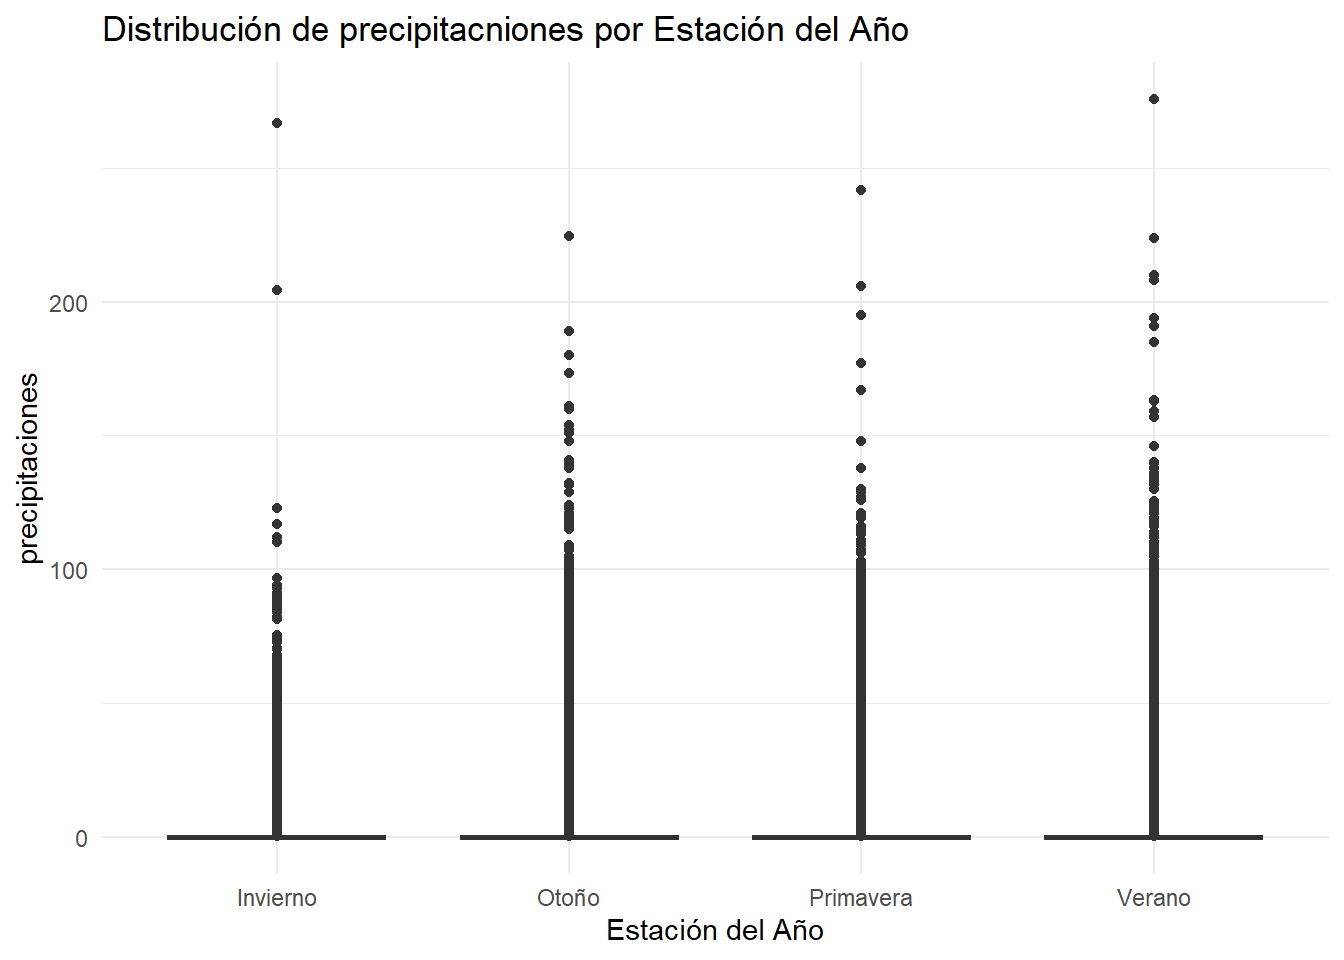 Distribución de precipitacniones por Estación del Año
precipitaciones
200
100
0
Invierno
Otoño
Primavera
Verano
Estación del Año